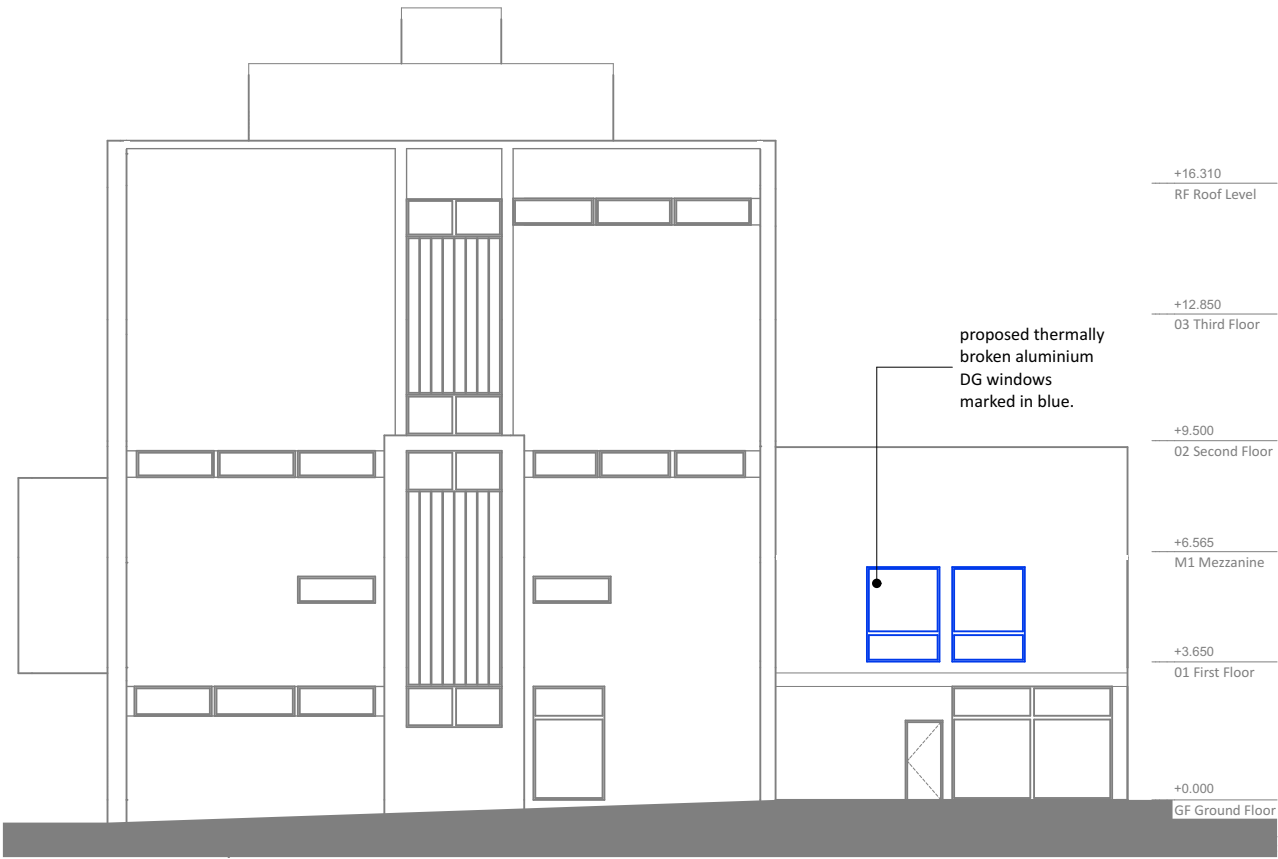 +16.310
RF Roof Level
+12.850
03 Third Floor
proposed thermally
broken aluminium
DG windows
marked in blue.
+9.500
02 Second Floor
+6.565
M1 Mezzanine
+3.650
01 First Floor
+0.000
GF Ground Floor